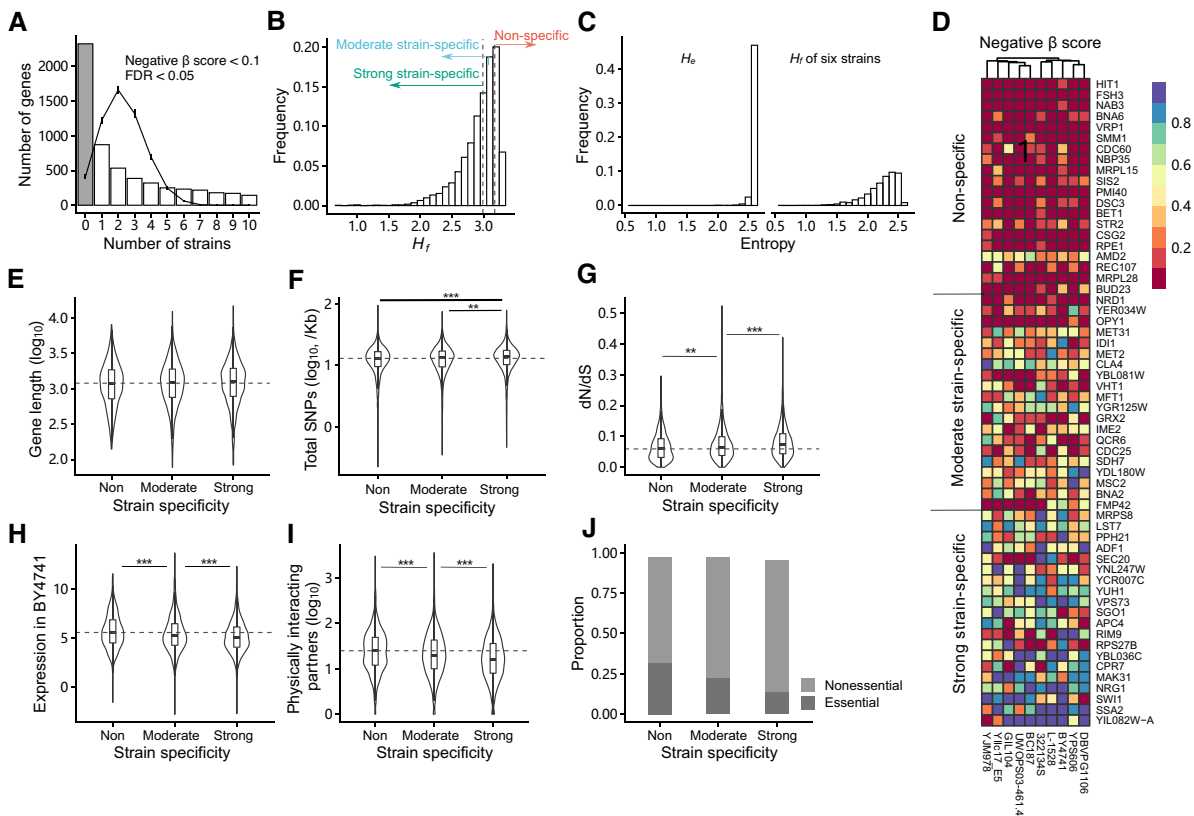 A
Number of genes
2000
1500
1000
500
0
Negative β score < 0.1
FDR < 0.05
0 1 2 3 4 5 6 7 8 9 10
Number of strains
B
Frequency
0.20
0.15
0.10
0.05
0.00
Non-specific
Moderate strain-specific
Strong strain-specific
1.0 1.5 2.0 2.5 3.0
Hf
C
Frequency
0.4
0.3
0.2
0.1
0.0
He
Hf of six strains
0.5 1.0 1.5 2.0 2.5 0.5 1.0 1.5 2.0 2.5
Entropy
D
Negative β score
1
Non-specific
Moderate strain-specific
Strong strain-specific
HIT1
FSH3
NAB3
BNA6
VRP1
SMM1
CDC60
NBP35
MRPL15
SIS2
PMI40
DSC3
BET1
STR2
CSG2
RPE1
AMD2
REC107
MRPL28
BUD23
NRD1
YER034W
OPY1
MET31
IDI1
MET2
CLA4
YBL081W
VHT1
MFT1
YGR125W
GRX2
IME2
QCR6
CDC25
SDH7
YDL180W
MSC2
BNA2
FMP42
MRPS8
LST7
PPH21
ADF1
SEC20
YNL247W
YCR007C
YUH1
VPS73
SGO1
APC4
RIM9
RPS27B
YBL036C
CPR7
MAK31
NRG1
SWI1
SSA2
YIL082W−A
0.8
0.6
0.4
0.2
YJM978
YIlc17_E5
GIL104
UWOPS03-461.4
BC187
322134S
L-1528
BY4741
YPS606
DBVPG1106
E
Gene length (log10)
4.0
3.5
3.0
2.5
2.0
Non Moderate Strong
Strain specificity
F
Total SNPs (log10, /Kb)
2
1
0
***
**
Non Moderate Strong
Strain specificity
G
dN/dS
0.5
0.4
0.3
0.2
0.1
0.0
**
***
Non Moderate Strong
Strain specificity
H
Expression in BY4741
10
5
0
***
***
Non Moderate Strong
Strain specificity
I
Physically interacting
partners (log10)
3
2
1
0
***
***
Non Moderate Strong
Strain specificity
J
Proportion
1.00
0.75
0.50
0.25
0.00
Nonessential
Essential
Non Moderate Strong
Strain specificity